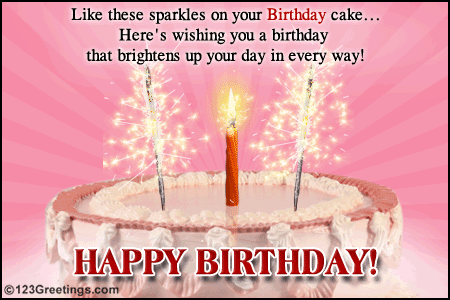 Like these sparkles on your Birthday cake...
Here's wishing you a birthday
that brightens up your day in every way!
HAPPY BIRTHDAY!
©123Greetings.com